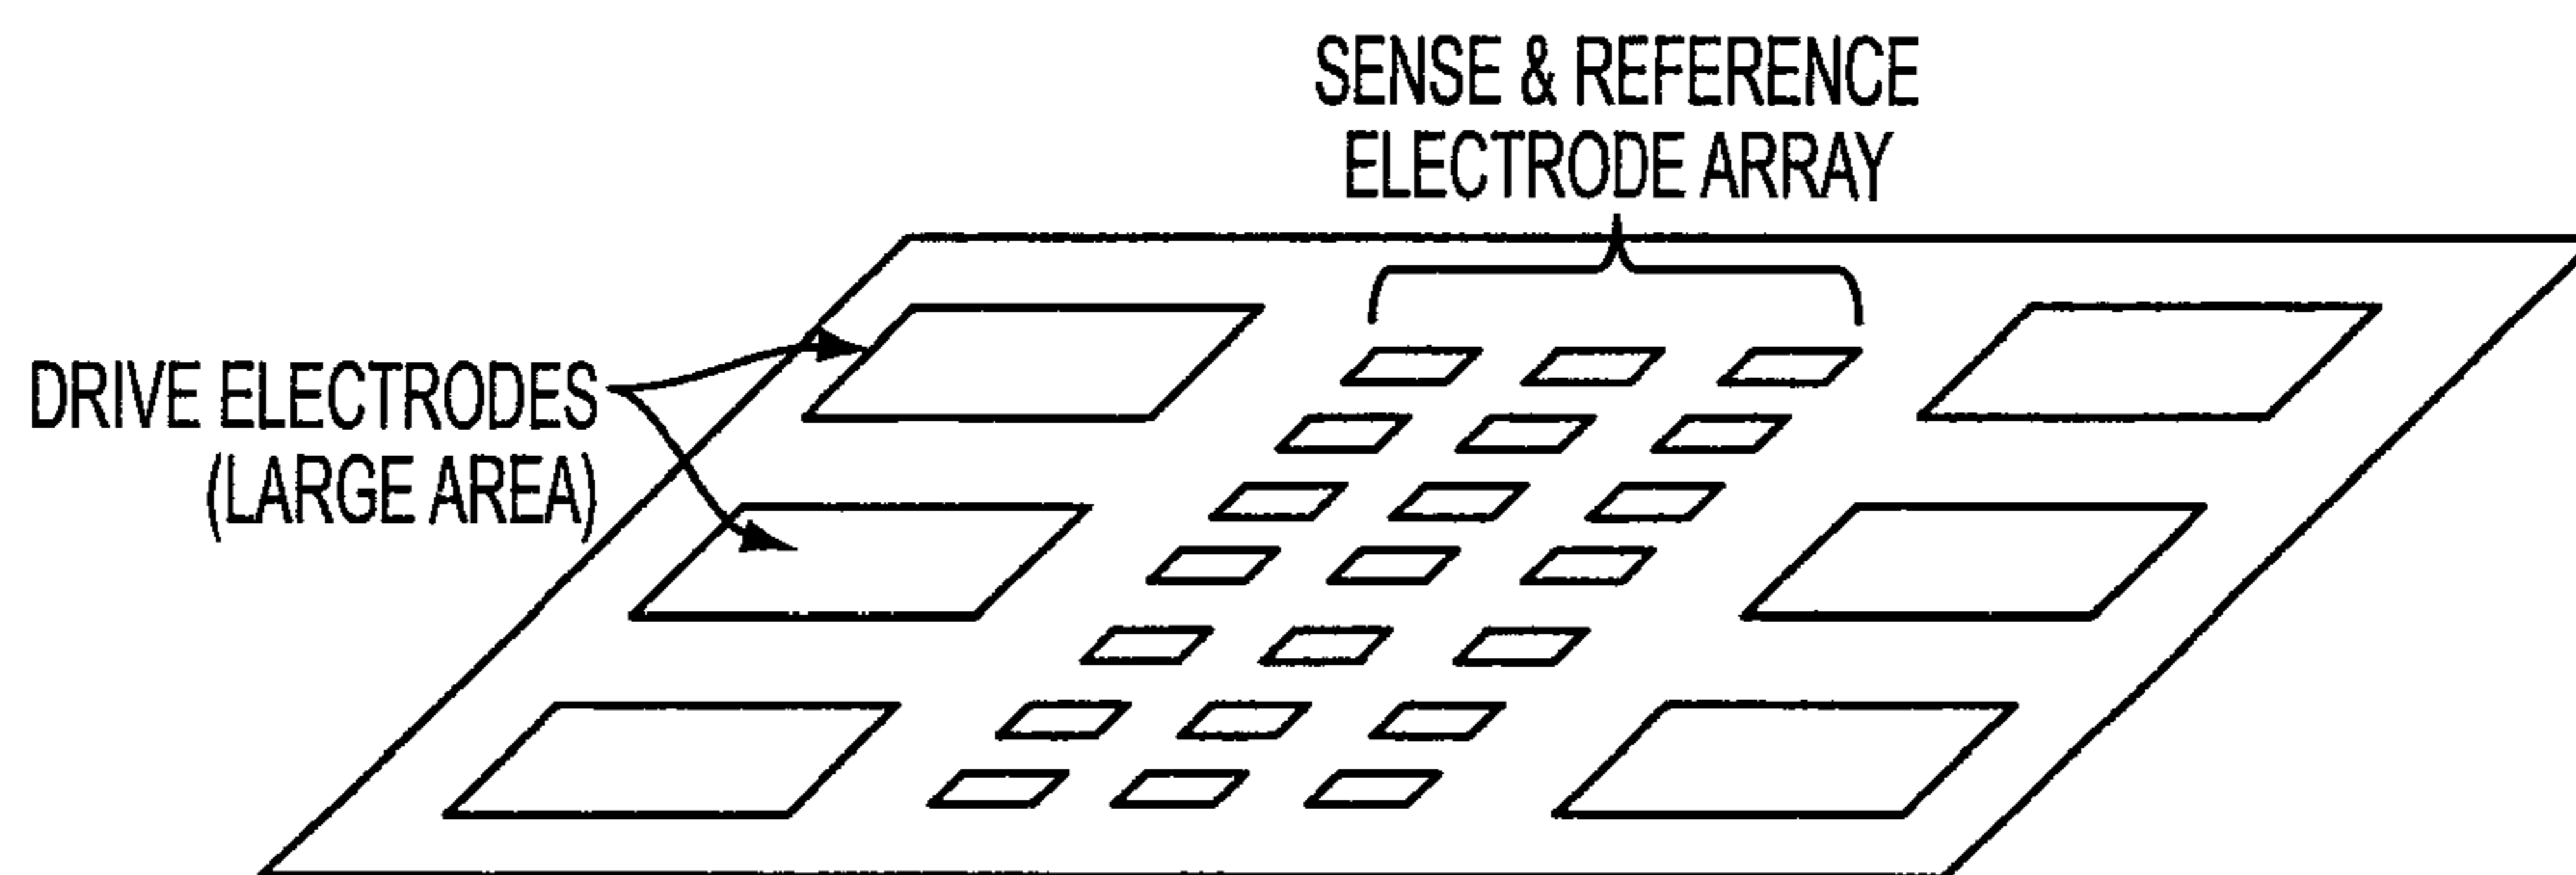 SENSE & REFERENCE
ELECTRODE ARRAY
DRIVE ELECTRODES
(LARGE AREA)